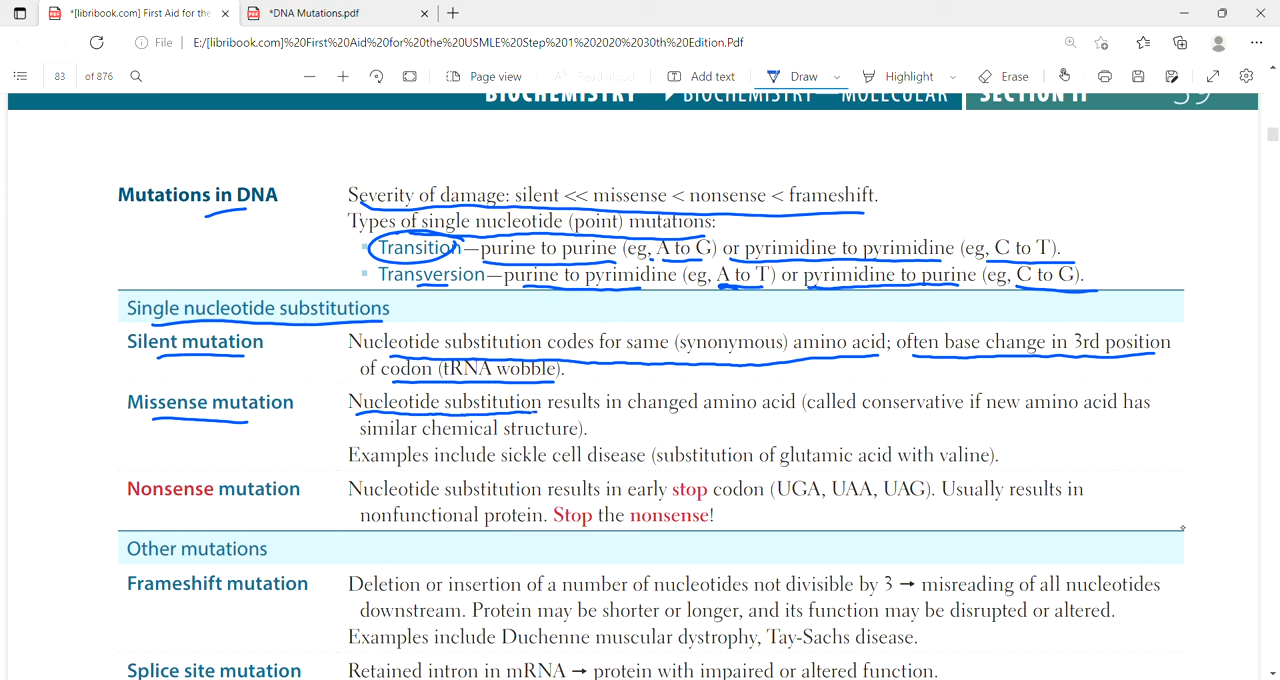 *[libribook.com] First Aid for the
*DNA Mutations.pdf
File
E:/[libribook.com]%20First%20Aid%20for%20the%20USMLE%20Step%201%202020%2030th%20Edition.Pdf
83 of 876
Page view
Read aloud
Add text
Draw
Highlight
Erase
BIOCHEMISTRY ▶ BIOCHEMISTRY—MOLECULAR SECTION II 59
Mutations in DNA
Severity of damage: silent << missense < nonsense < frameshift.
Types of single nucleotide (point) mutations:
▪ Transition—purine to purine (eg, A to G) or pyrimidine to pyrimidine (eg, C to T).
▪ Transversion—purine to pyrimidine (eg, A to T) or pyrimidine to purine (eg, C to G).
Single nucleotide substitutions
Silent mutation
Nucleotide substitution codes for same (synonymous) amino acid; often base change in 3rd position
of codon (tRNA wobble).
Missense mutation
Nucleotide substitution results in changed amino acid (called conservative if new amino acid has
similar chemical structure).
Examples include sickle cell disease (substitution of glutamic acid with valine).
Nonsense mutation
Nucleotide substitution results in early stop codon (UGA, UAA, UAG). Usually results in
nonfunctional protein. Stop the nonsense!
Other mutations
Frameshift mutation
Deletion or insertion of a number of nucleotides not divisible by 3 → misreading of all nucleotides
downstream. Protein may be shorter or longer, and its function may be disrupted or altered.
Examples include Duchenne muscular dystrophy, Tay-Sachs disease.
Splice site mutation
Retained intron in mRNA → protein with impaired or altered function.